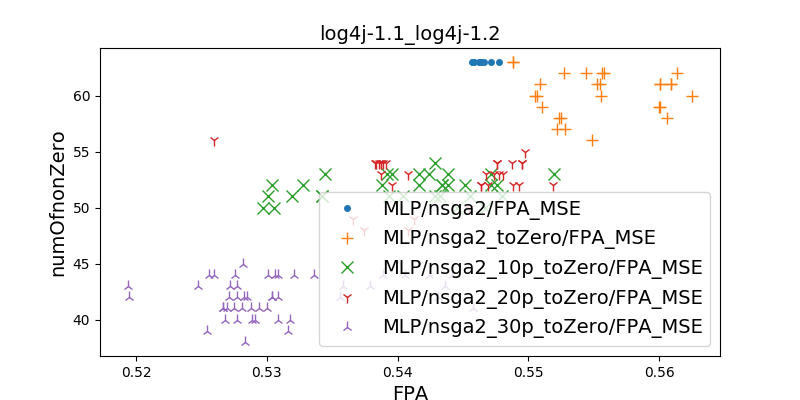 log4j-1.1_log4j-1.2
numOfnonZero
60
55
50
45
40
MLP/nsga2/FPA_MSE
MLP/nsga2_toZero/FPA_MSE
MLP/nsga2_10p_toZero/FPA_MSE
MLP/nsga2_20p_toZero/FPA_MSE
MLP/nsga2_30p_toZero/FPA_MSE
0.52 0.53 0.54 0.55 0.56
FPA